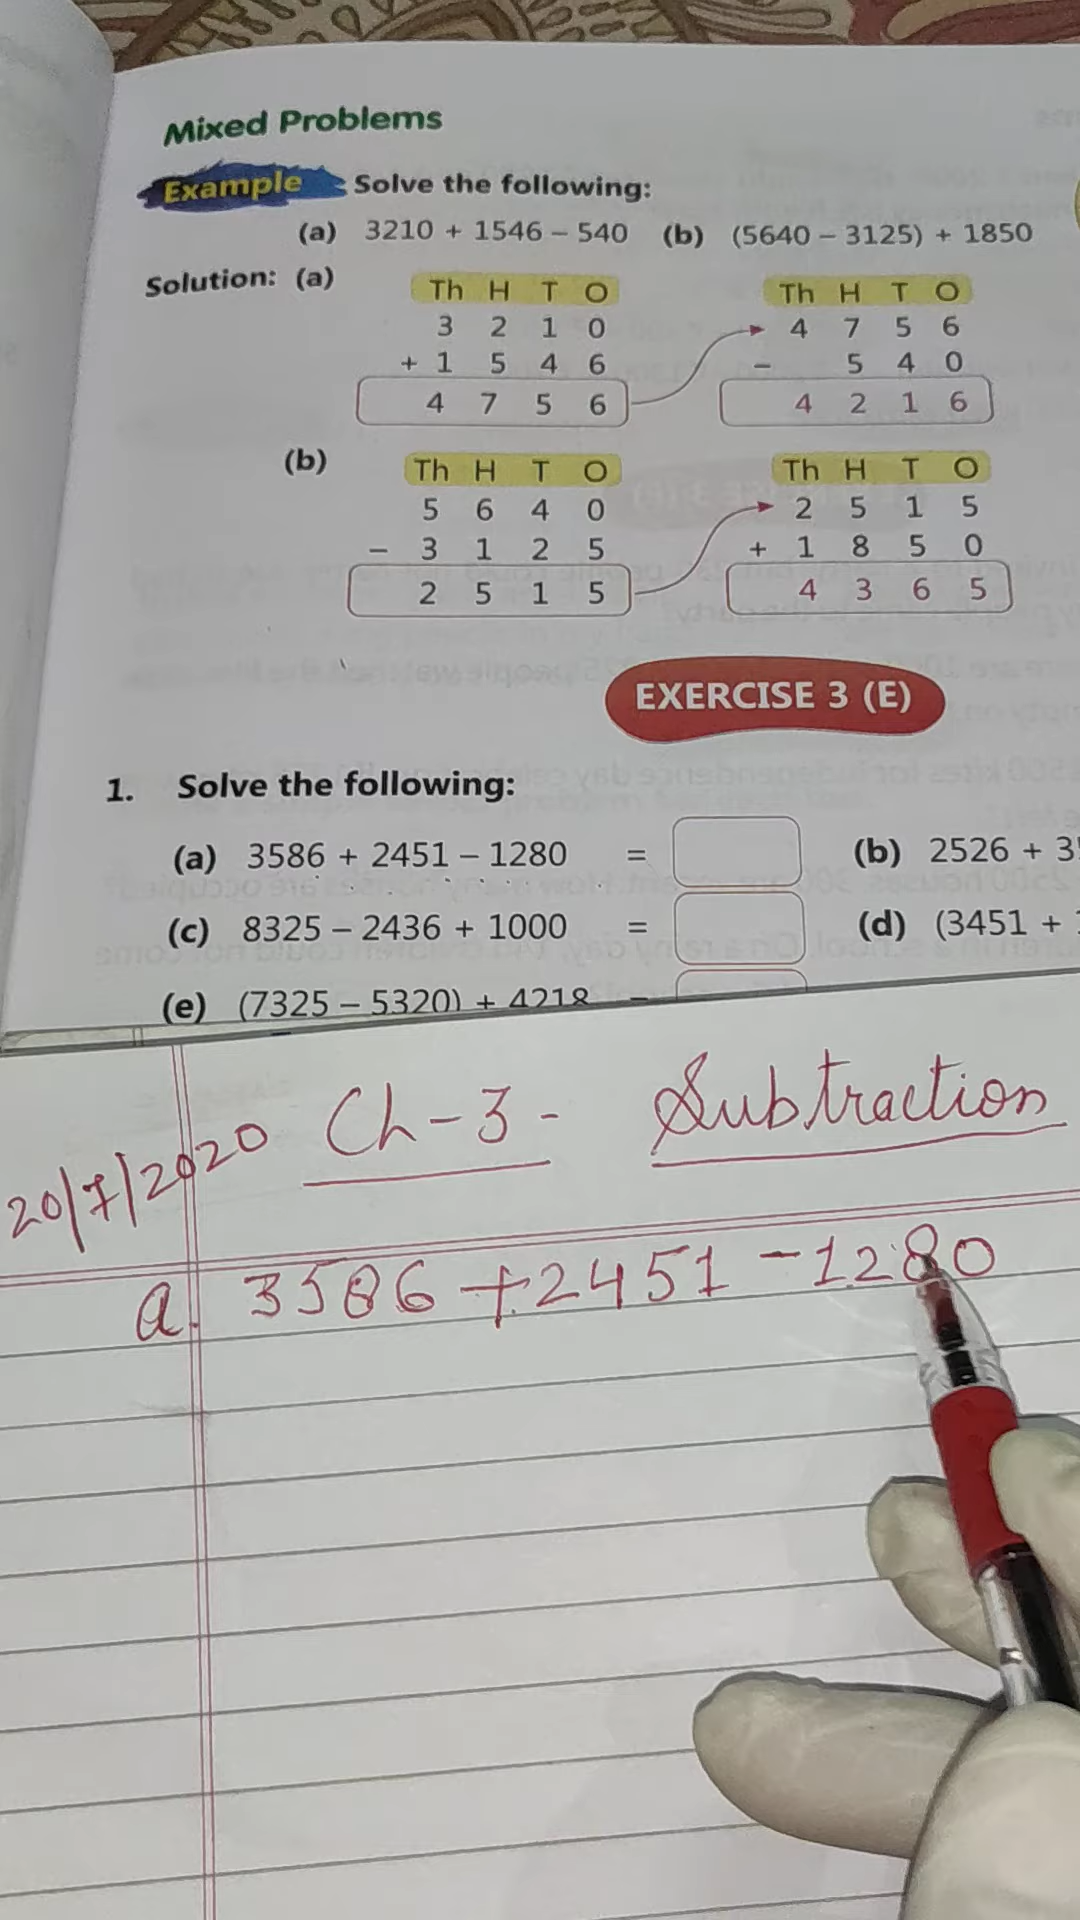 Mixed Problems
Example Solve the following:
(a) 3210 + 1546 – 540 (b) (5640 – 3125) + 1850
Solution: (a)
Th H T O
3 2 1 0
+ 1 5 4 6
4 7 5 6
Th H T O
4 7 5 6
– 5 4 0
4 2 1 6
(b)
Th H T O
5 6 4 0
– 3 1 2 5
2 5 1 5
Th H T O
2 5 1 5
+ 1 8 5 0
4 3 6 5
EXERCISE 3 (E)
1. Solve the following:
(a) 3586 + 2451 – 1280 = (b) 2526 + 3
(c) 8325 – 2436 + 1000 = (d) (3451 +
(e) (7325 – 5320) + 4218 =
20/7/2020 Ch-3- Subtraction
a. 3586 + 2451 - 1280